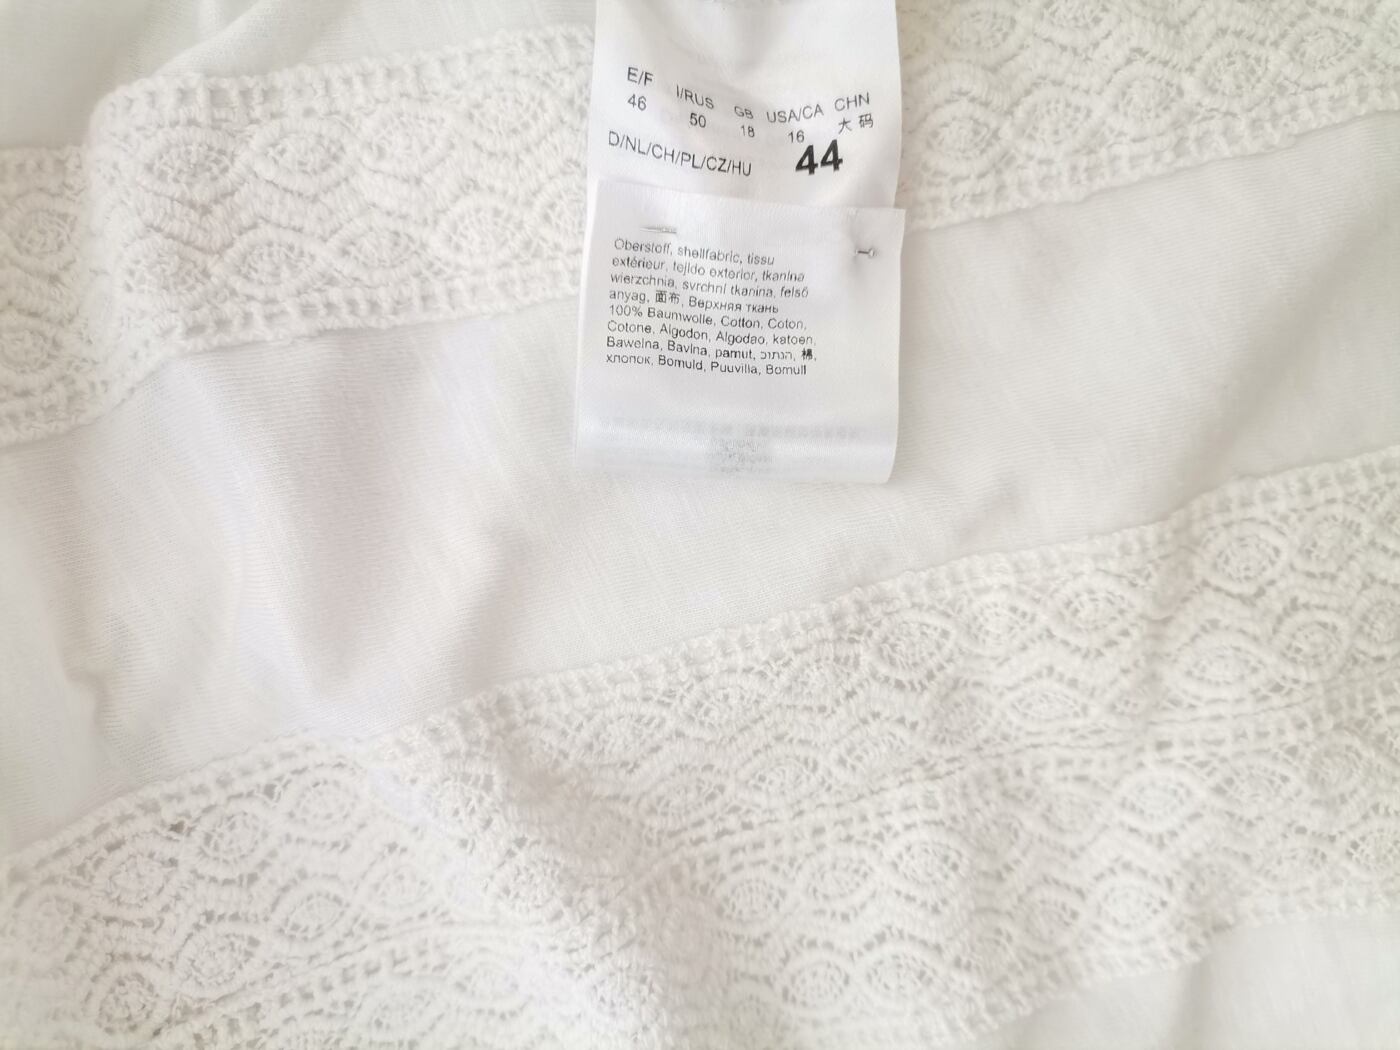 E/F I/RUS GB USA/CA CHN
46 50 18 16 大码
D/NL/CH/PL/CZ/HU 44
Oberstoff, shellfabric, tissu
extérieur, tejido exterior, tkanina
wierzchnia, svrchní tkanina, felső
anyag, 面布, Верхняя ткань
100% Baumwolle, Cotton, Coton,
Cotone, Algodon, Algodao, katoen,
Bawelna, Bavlna, pamut, 棉,
хлопок, Bomuld, Puuvilla, Bomull